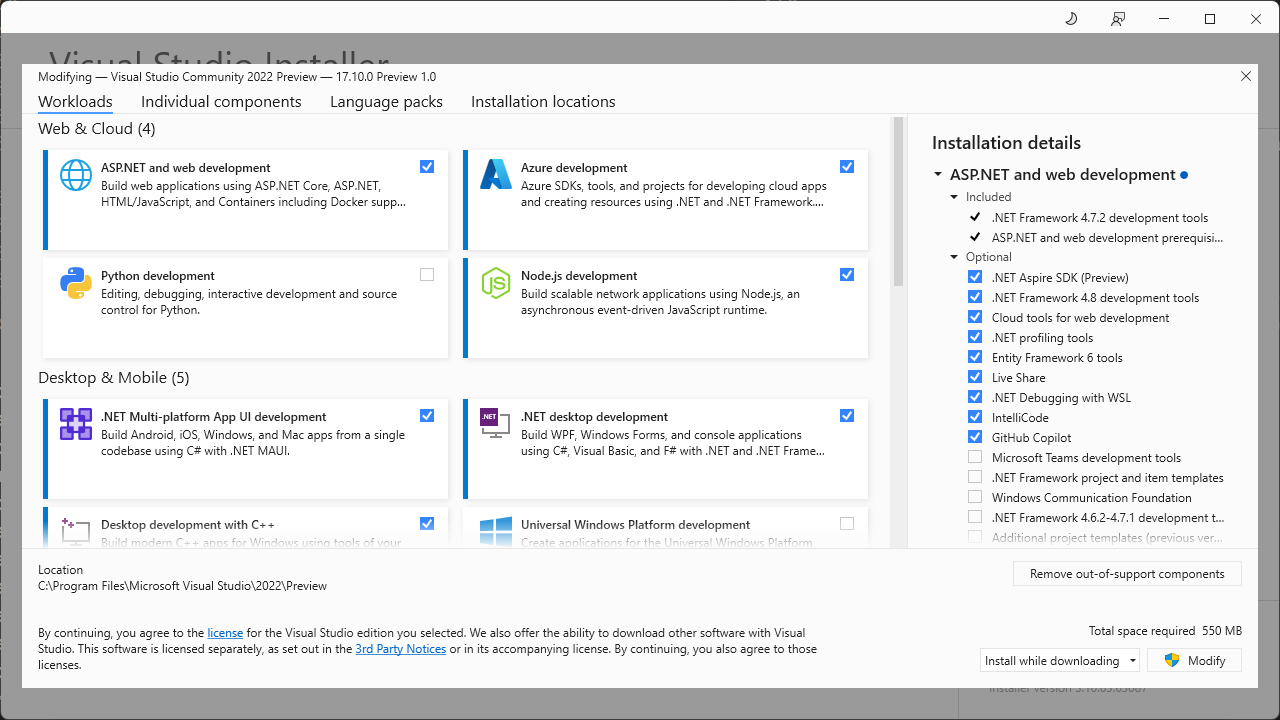 Visual Studio Installer
Modifying — Visual Studio Community 2022 Preview — 17.10.0 Preview 1.0
Workloads
Individual components
Language packs
Installation locations
Web & Cloud (4)
ASP.NET and web development
Build web applications using ASP.NET Core, ASP.NET,
HTML/JavaScript, and Containers including Docker supp...
Azure development
Azure SDKs, tools, and projects for developing cloud apps
and creating resources using .NET and .NET Framework....
Python development
Editing, debugging, interactive development and source
control for Python.
Node.js development
Build scalable network applications using Node.js, an
asynchronous event-driven JavaScript runtime.
Desktop & Mobile (5)
.NET Multi-platform App UI development
Build Android, iOS, Windows, and Mac apps from a single
codebase using C# with .NET MAUI.
.NET
.NET desktop development
Build WPF, Windows Forms, and console applications
using C#, Visual Basic, and F# with .NET and .NET Frame...
Desktop development with C++
Build modern C++ apps for Windows using tools of your
Universal Windows Platform development
Create applications for the Universal Windows Platform
Installation details
ASP.NET and web development
Included
.NET Framework 4.7.2 development tools
ASP.NET and web development prerequisi...
Optional
.NET Aspire SDK (Preview)
.NET Framework 4.8 development tools
Cloud tools for web development
.NET profiling tools
Entity Framework 6 tools
Live Share
.NET Debugging with WSL
IntelliCode
GitHub Copilot
Microsoft Teams development tools
.NET Framework project and item templates
Windows Communication Foundation
.NET Framework 4.6.2-4.7.1 development t...
Additional project templates (previous ver...
Location
C:\Program Files\Microsoft Visual Studio\2022\Preview
Remove out-of-support components
By continuing, you agree to the license for the Visual Studio edition you selected. We also offer the ability to download other software with Visual
Studio. This software is licensed separately, as set out in the 3rd Party Notices or in its accompanying license. By continuing, you also agree to those
licenses.
Total space required 550 MB
Install while downloading
Modify